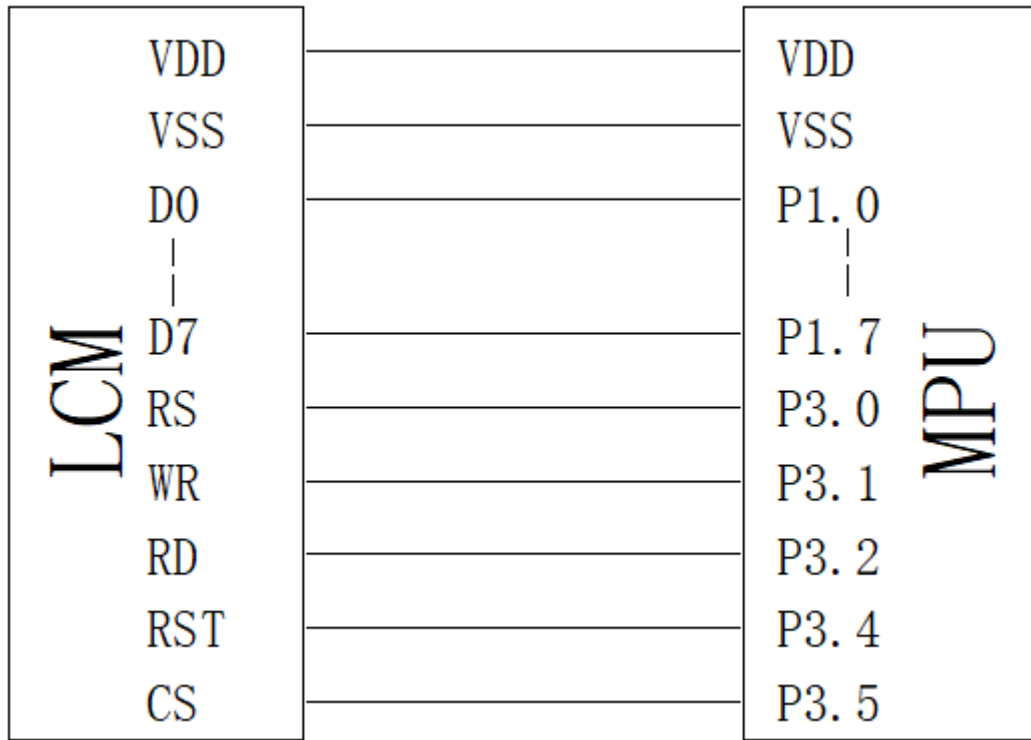 LCM
VDD
VSS
D0
D7
RS
WR
RD
RST
CS
VDD
VSS
P1.0
P1.7
P3.0
P3.1
P3.2
P3.4
P3.5
MPU